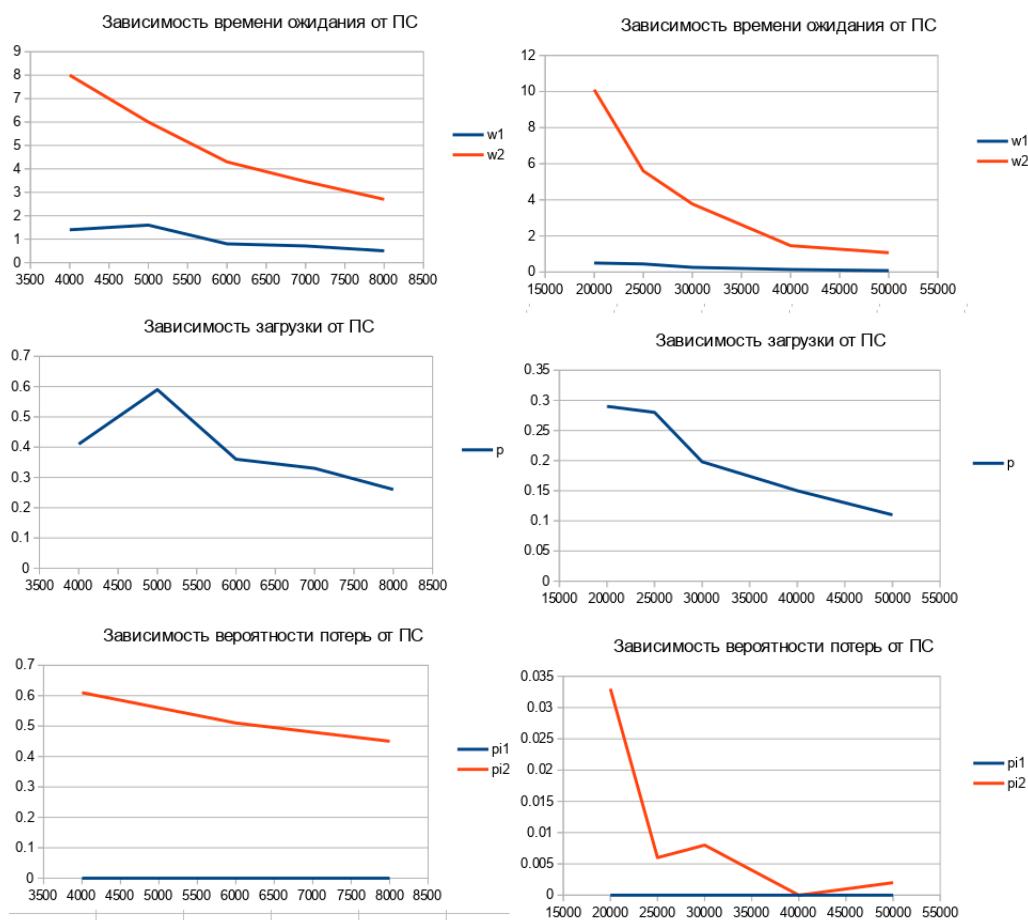 Зависимость времени ожидания от ПС
9
8
7
6
5
4
3
2
1
0
3500 4000 4500 5000 5500 6000 6500 7000 7500 8000 8500
w1
w2
Зависимость времени ожидания от ПС
12
10
8
6
4
2
0
15000 20000 25000 30000 35000 40000 45000 50000 55000
w1
w2
Зависимость загрузки от ПС
0.7
0.6
0.5
0.4
0.3
0.2
0.1
0
3500 4000 4500 5000 5500 6000 6500 7000 7500 8000 8500
p
Зависимость загрузки от ПС
0.35
0.3
0.25
0.2
0.15
0.1
0.05
0
15000 20000 25000 30000 35000 40000 45000 50000 55000
p
Зависимость вероятности потерь от ПС
0.7
0.6
0.5
0.4
0.3
0.2
0.1
0
3500 4000 4500 5000 5500 6000 6500 7000 7500 8000 8500
pi1
pi2
Зависимость вероятности потерь от ПС
0.035
0.03
0.025
0.02
0.015
0.01
0.005
0
15000 20000 25000 30000 35000 40000 45000 50000 55000
pi1
pi2